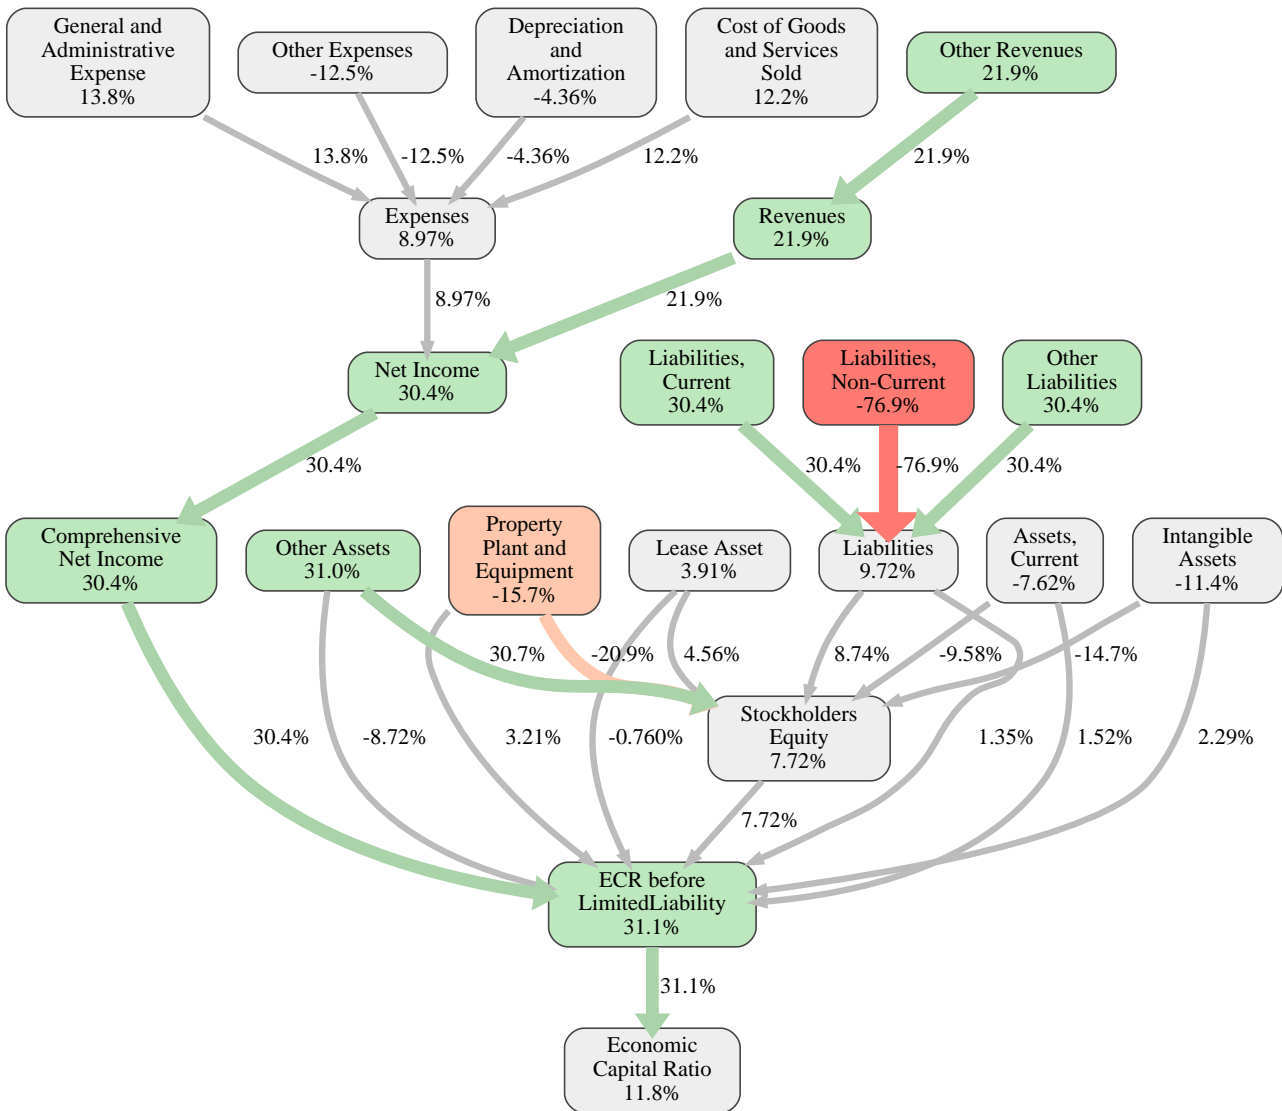 General and
Administrative
Expense
13.8%
Other Expenses
-12.5%
Depreciation
and
Amortization
-4.36%
Cost of Goods
and Services
Sold
12.2%
Other Revenues
21.9%
13.8%
-12.5%
-4.36%
12.2%
21.9%
Expenses
8.97%
Revenues
21.9%
8.97%
21.9%
Net Income
30.4%
Liabilities,
Current
30.4%
Liabilities,
Non-Current
-76.9%
Other
Liabilities
30.4%
30.4%
30.4%
-76.9%
30.4%
Comprehensive
Net Income
30.4%
Other Assets
31.0%
Property
Plant and
Equipment
-15.7%
Lease Asset
3.91%
Liabilities
9.72%
Assets,
Current
-7.62%
Intangible
Assets
-11.4%
30.7%
-20.9%
4.56%
8.74%
-9.58%
-14.7%
Stockholders
Equity
7.72%
30.4%
-8.72%
3.21%
-0.760%
1.35%
1.52%
2.29%
7.72%
ECR before
LimitedLiability
31.1%
31.1%
Economic
Capital Ratio
11.8%